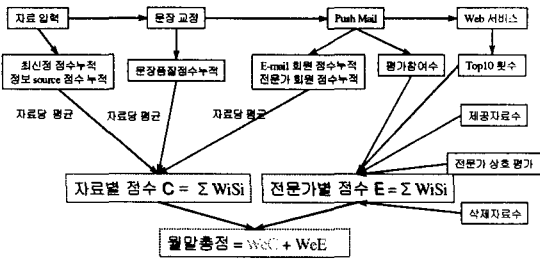 자료 입력
문장 교정
Push Mail
Web 서비스
최신정 점수누적
정보 source 점수 누적
문장품질점수누적
E-mail 회원 점수누적
전문가 회원 점수누적
평가참여수
Top10 횟수
자료당 평균
자료당 평균
자료당 평균
제공자료수
전문가 상호 평가
삭제자료수
자료별 점수 C = Σ WiSi
전문가별 점수 E = Σ WiSi
월말총점 = WcC + WeE